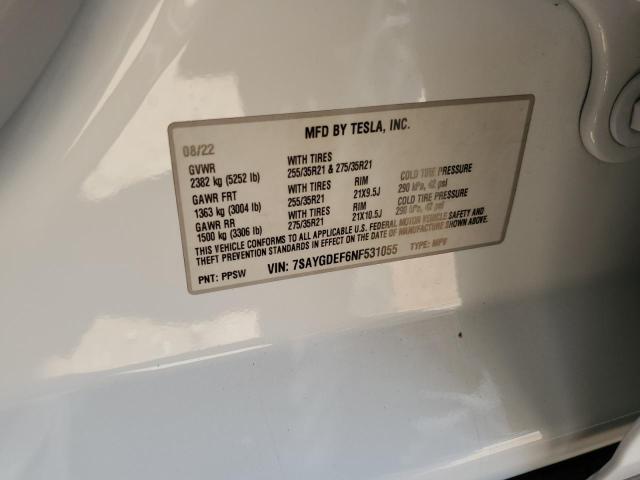 MFD BY TESLA, INC.
08/22
GVWR WITH TIRES
2382 kg (5252 lb) 255/35R21 & 275/35R21
GAWR FRT WITH TIRES RIM COLD TIRE PRESSURE
1363 kg (3004 lb) 255/35R21 21X9.5J 290 kPa, 42 psi
GAWR RR WITH TIRES RIM COLD TIRE PRESSURE
1500 kg (3306 lb) 275/35R21 21X10.5J 290 kPa, 42 psi
THIS VEHICLE CONFORMS TO ALL APPLICABLE U.S. FEDERAL MOTOR VEHICLE SAFETY AND
THEFT PREVENTION STANDARDS IN EFFECT ON THE DATE OF MANUFACTURE SHOWN ABOVE.
PNT: PPSW VIN: 7SAYGDEF6NF531055 TYPE: MPV